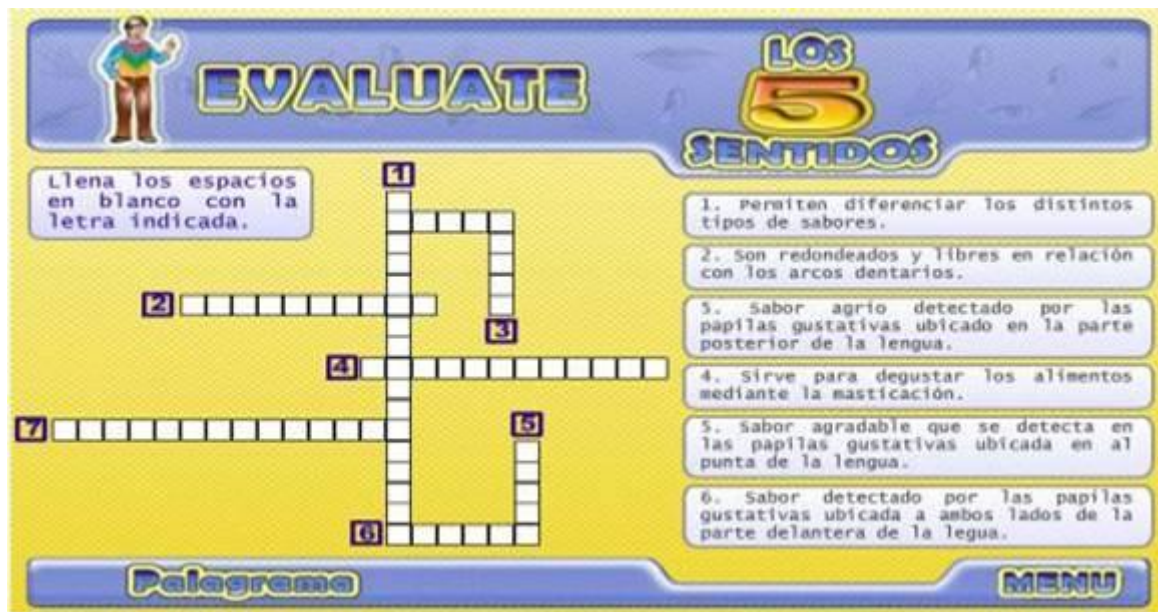 EVALUATE
LOS
5
SENTIDOS
Llena los espacios
en blanco con la
letra indicada.
1
2
3
4
5
7
6
1. Permiten diferenciar los distintos
tipos de sabores.
2. Son redondeados y libres en relación
con los arcos dentarios.
5. Sabor agrio detectado por las
papilas gustativas ubicado en la parte
posterior de la lengua.
4. Sirve para degustar los alimentos
mediante la masticación.
5. Sabor agradable que se detecta en
las papilas gustativas ubicada en al
punta de la lengua.
6. Sabor detectado por las papilas
gustativas ubicada a ambos lados de la
parte delantera de la legua.
Palagrama
MENU